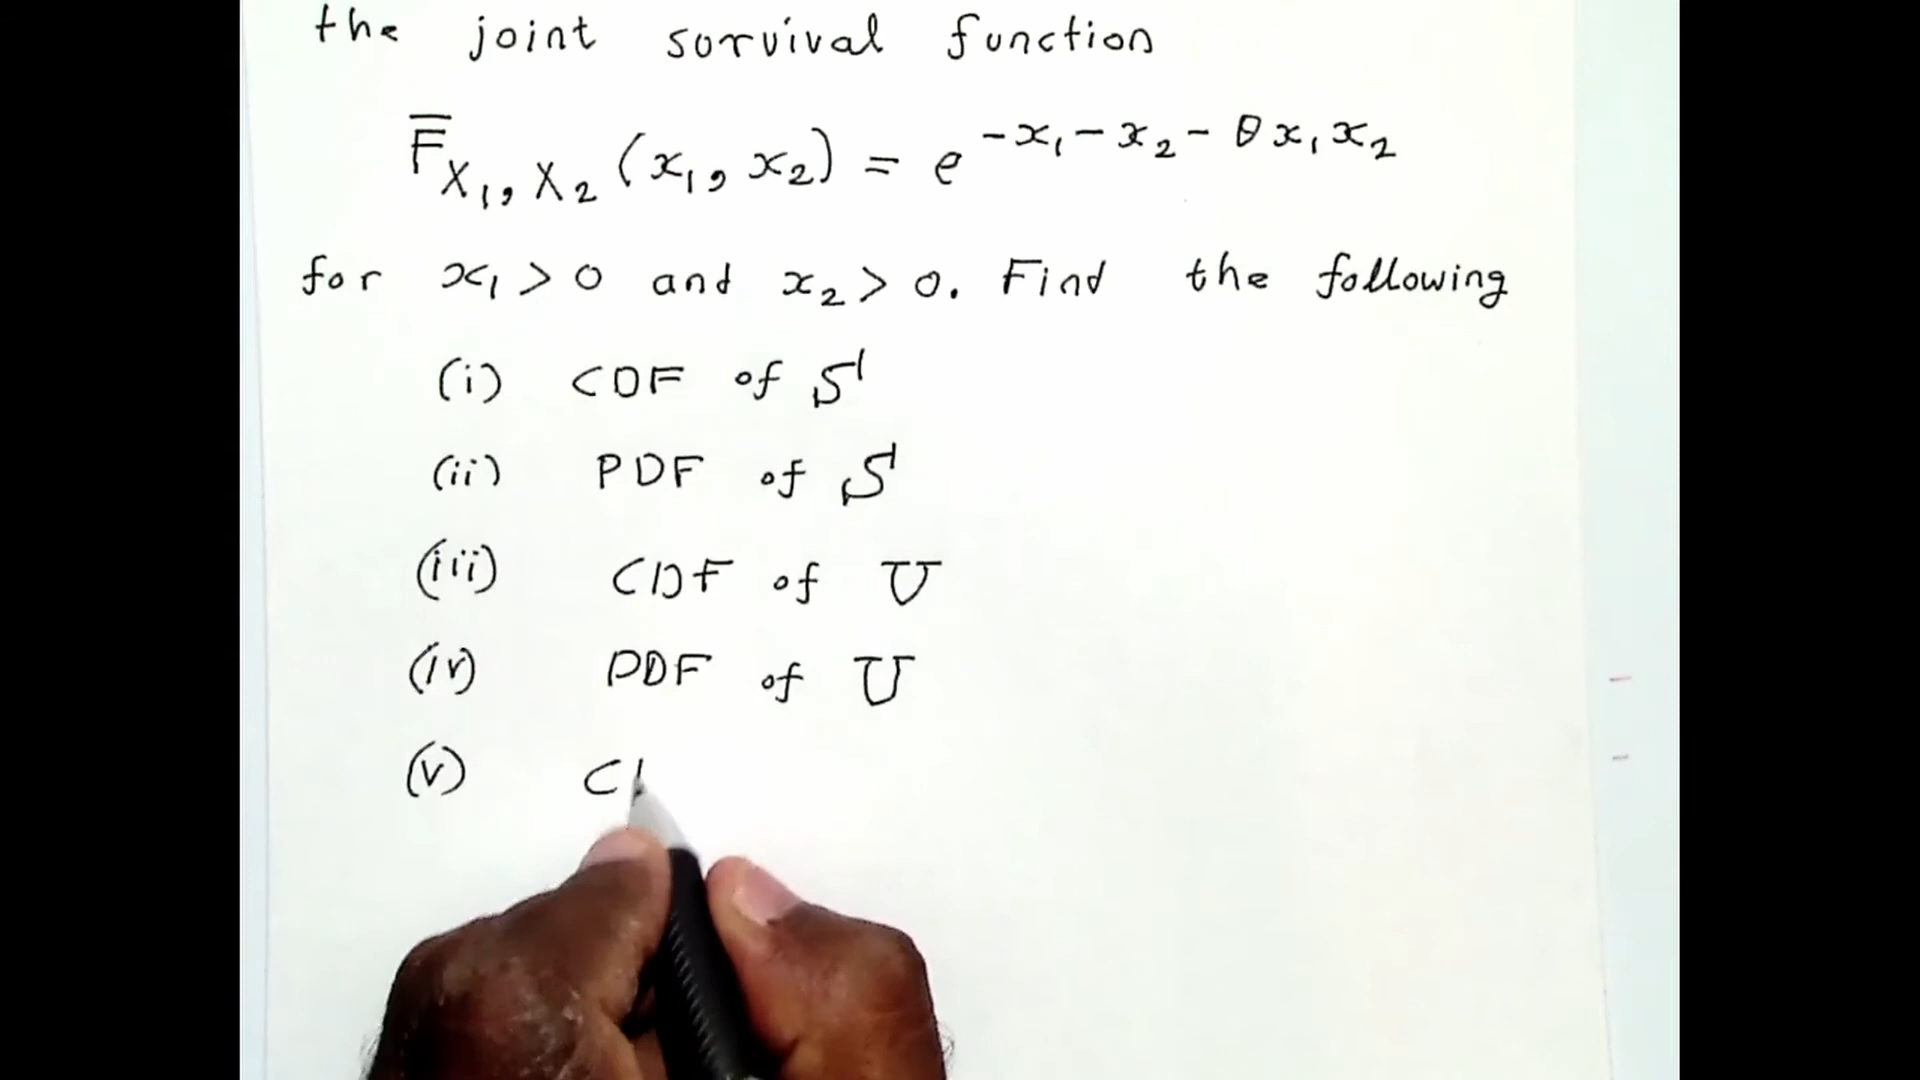 the joint survival function
F̅_{X₁, X₂} (x₁, x₂) = e^{-x₁ - x₂ - θx₁x₂}
for x₁ > 0 and x₂ > 0. Find the following
(i) CDF of S
(ii) PDF of S
(iii) CDF of U
(iv) PDF of U
(v) C